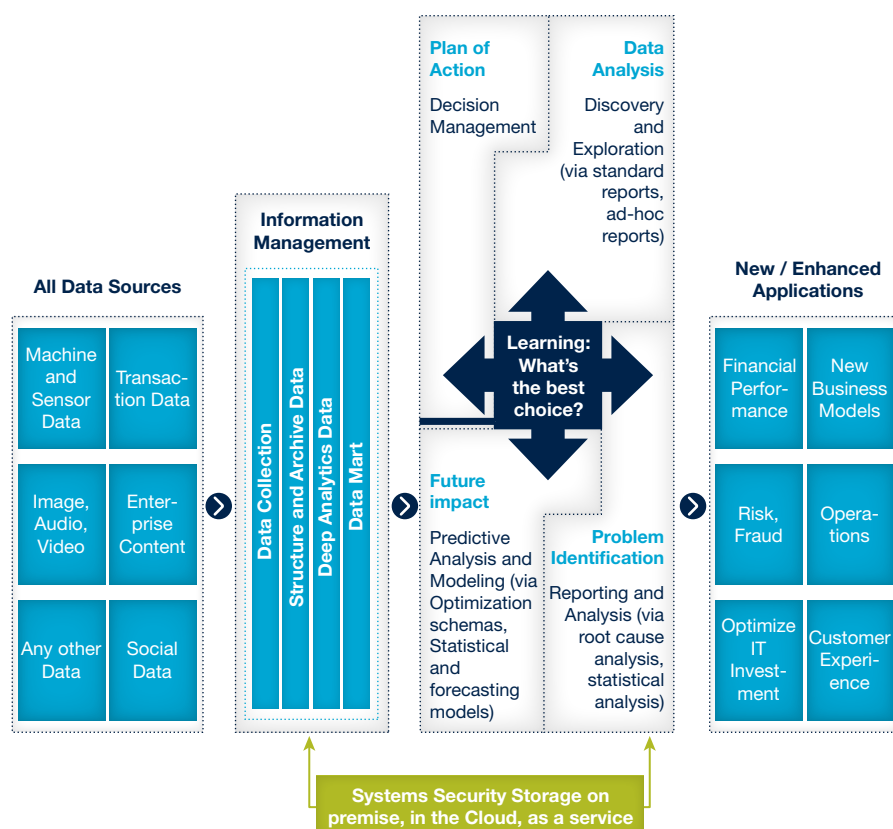 All Data Sources
Machine
and
Sensor
Data
Transac-
tion Data
Image,
Audio,
Video
Enter-
prise
Content
Any other
Data
Social
Data
Information
Management
Data Collection
Structure and Archive Data
Deep Analytics Data
Data Mart
Plan of
Action
Decision
Management
Data
Analysis
Discovery
and
Exploration
(via standard
reports,
ad-hoc
reports)
Learning:
What's
the best
choice?
Future
impact
Predictive
Analysis and
Modeling (via
Optimization
schemas,
Statistical
and
forecasting
models)
Problem
Identification
Reporting and
Analysis (via
root cause
analysis,
statistical
analysis)
New / Enhanced
Applications
Financial
Perfor-
mance
New
Business
Models
Risk,
Fraud
Opera-
tions
Optimize
IT
Invest-
ment
Customer
Experi-
ence
Systems Security Storage on
premise, in the Cloud, as a service